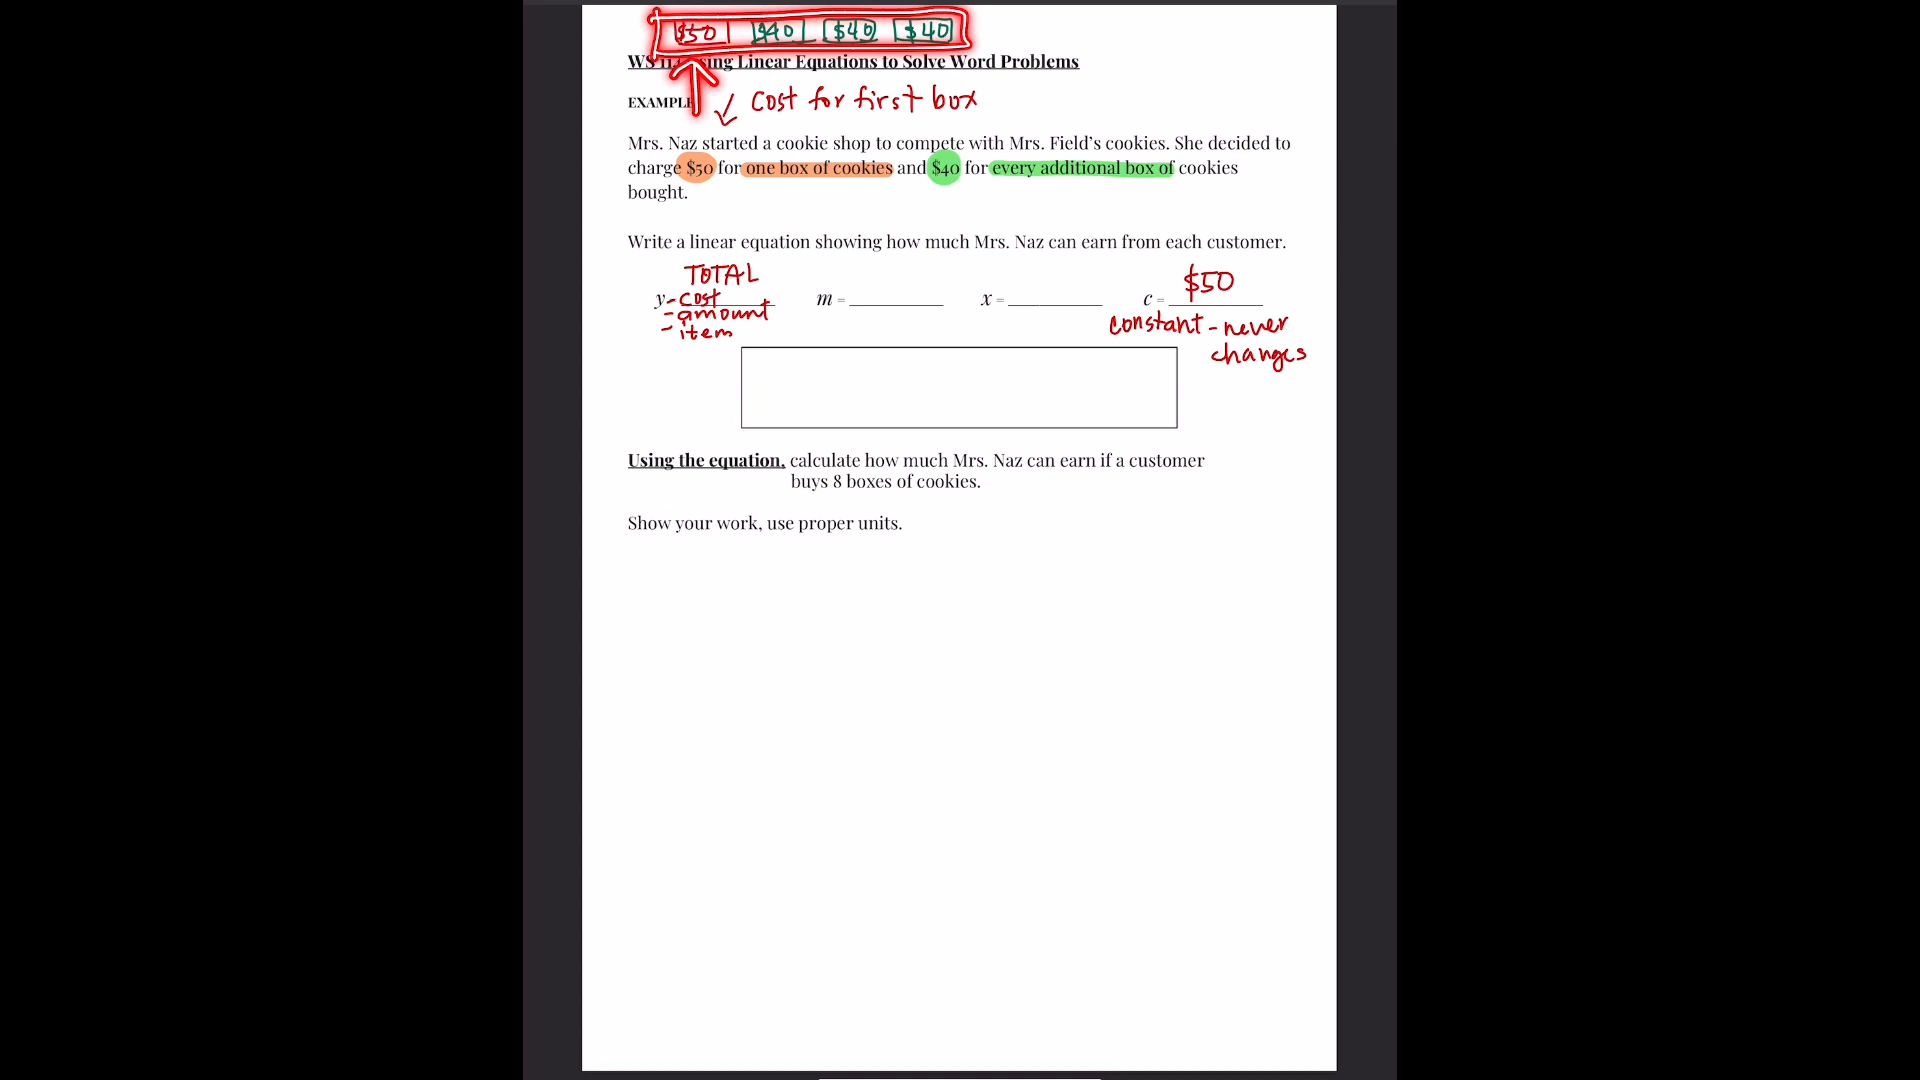 $50 $40 $40 $40
Using Linear Equations to Solve Word Problems
EXAMPLE
cost for first box
Mrs. Naz started a cookie shop to compete with Mrs. Field's cookies. She decided to
charge $50 for one box of cookies and $40 for every additional box of cookies
bought.
Write a linear equation showing how much Mrs. Naz can earn from each customer.
TOTAL
$50
y - cost m = x = c =
- amount
- item
constant - never
changes
Using the equation, calculate how much Mrs. Naz can earn if a customer
buys 8 boxes of cookies.
Show your work, use proper units.